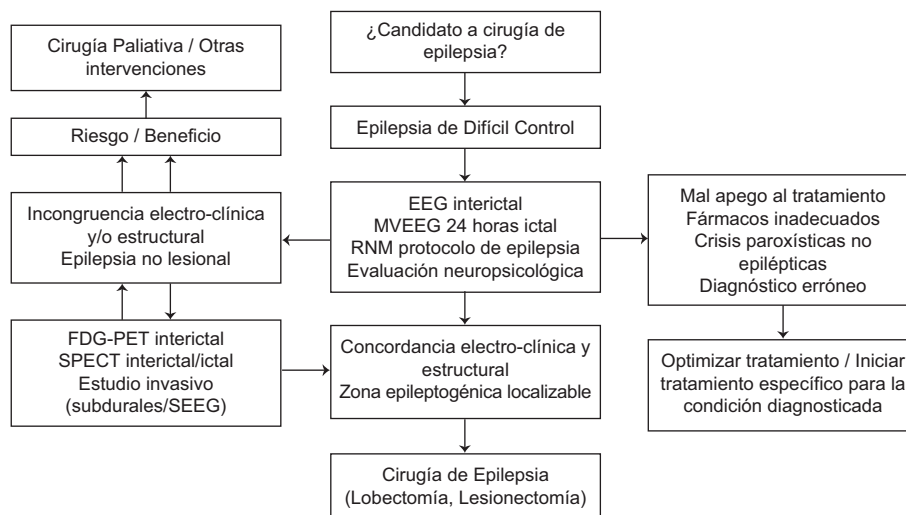 ¿Candidato a cirugía de
epilepsia?
Epilepsia de Difícil Control
EEG interictal
MVEEG 24 horas ictal
RNM protocolo de epilepsia
Evaluación neuropsicológica
Cirugía Paliativa / Otras
intervenciones
Riesgo / Beneficio
Incongruencia electro-clínica
y/o estructural
Epilepsia no lesional
FDG-PET interictal
SPECT interictal/ictal
Estudio invasivo
(subdurales/SEEG)
Concordancia electro-clínica y
estructural
Zona epileptogénica localizable
Cirugía de Epilepsia
(Lobectomía, Lesionectomía)
Mal apego al tratamiento
Fármacos inadecuados
Crisis paroxísticas no
epilépticas
Diagnóstico erróneo
Optimizar tratamiento / Iniciar
tratamiento específico para la
condición diagnosticada